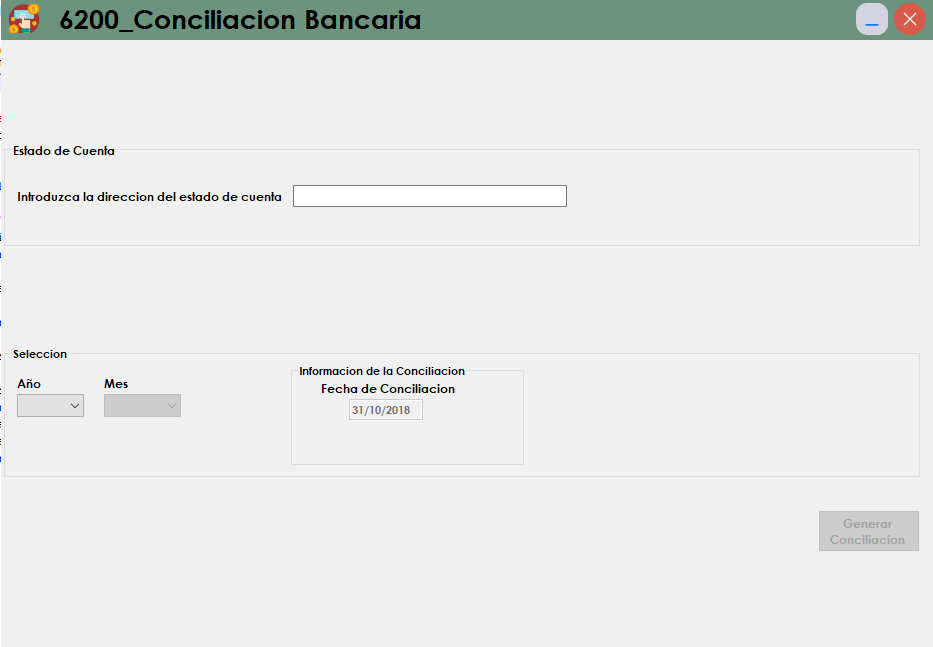 6200_Conciliacion Bancaria
Estado de Cuenta
Introduzca la direccion del estado de cuenta
Seleccion
Año
Mes
Informacion de la Conciliacion
Fecha de Conciliacion
31/10/2018
Generar
Conciliacion